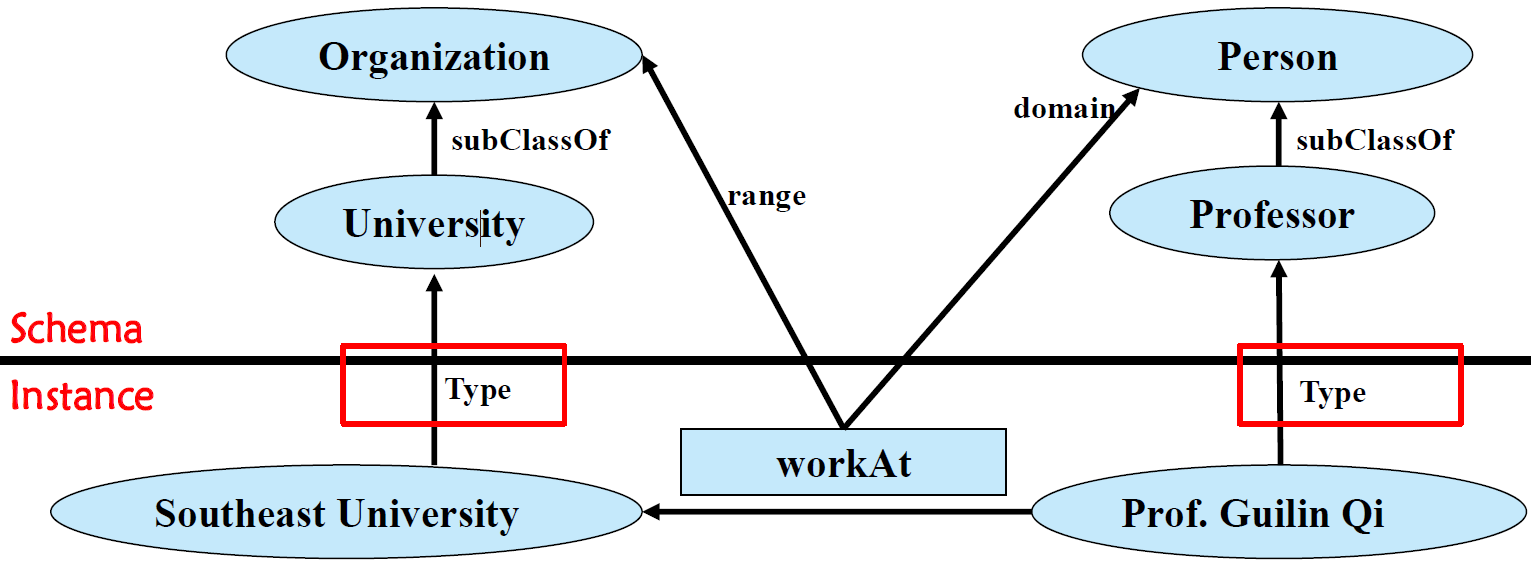 Organization
Person
domain
subClassOf
subClassOf
range
University
Professor
Schema
Instance
Type
Type
workAt
Southeast University
Prof. Guilin Qi